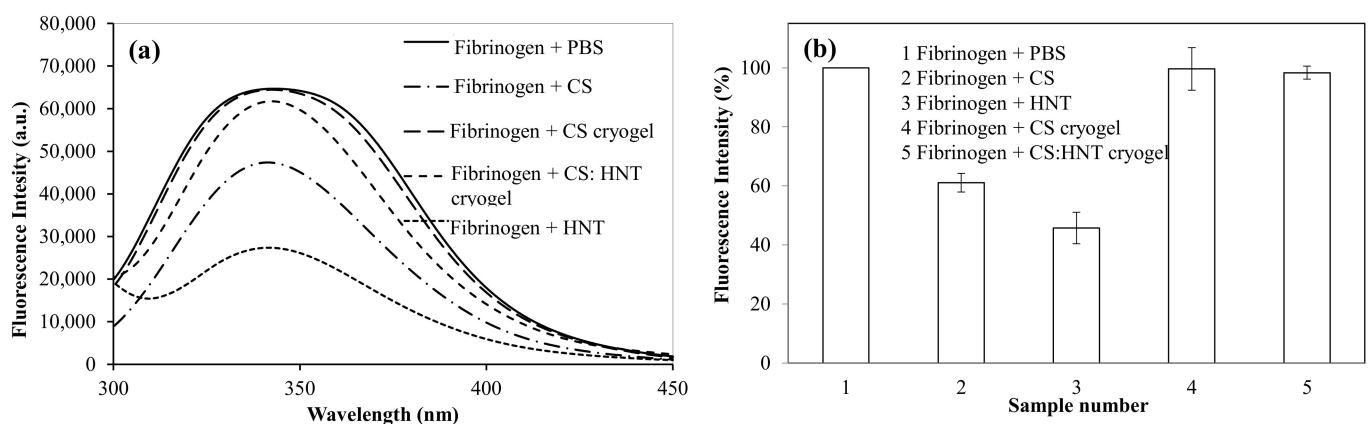 (a)
Fluorescence Intesity (a.u.)
80,000
70,000
60,000
50,000
40,000
30,000
20,000
10,000
0
300
350
400
450
Wavelength (nm)
Fibrinogen + PBS
Fibrinogen + CS
Fibrinogen + CS cryogel
Fibrinogen + CS: HNT
cryogel
Fibrinogen + HNT
(b)
Fluorescence Intensity (%)
100
80
60
40
20
0
1 Fibrinogen + PBS
2 Fibrinogen + CS
3 Fibrinogen + HNT
4 Fibrinogen + CS cryogel
5 Fibrinogen + CS:HNT cryogel
1
2
3
4
5
Sample number